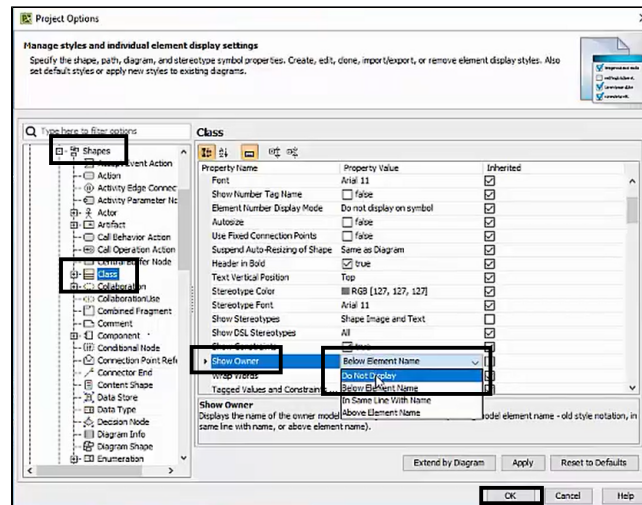 Project Options
Manage styles and individual element display settings
Specify the shape, path, diagram, and stereotype symbol properties. Create, edit, clone, import/export, or remove element display styles. Also
set default styles or apply new styles to existing diagrams.
Type here to filter options
Shapes
Event Action
Action
Activity Edge Connec
Activity Parameter No
Actor
Artifact
Call Behavior Action
Call Operation Action
Central Buffer Node
Class
Collaboration
CollaborationUse
Combined Fragment
Comment
Component
Conditional Node
Connection Point Refe
Connector End
Content Shape
Data Store
Data Type
Decision Node
Diagram Info
Diagram Shape
Enumeration
Class
Property Name Property Value Inherited
Font Arial 11
Show Number Tag Name false
Element Number Display Mode Do not display on symbol
Autosize false
Use Fixed Connection Points false
Suspend Auto-Resizing of Shape Same as Diagram
Header in Bold true
Text Vertical Position Top
Stereotype Color RGB [127, 127, 127]
Stereotype Font Arial 11
Show Stereotypes Shape Image and Text
Show DSL Stereotypes All
Show Constraints true
Show Owner Below Element Name
Wrap Words Do Not Display
Tagged Values and Constraints ... Below Element Name
In Same Line With Name
Above Element Name
Show Owner
Displays the name of the owner model element name - old style notation, in
same line with name, or above element name).
Extend by Diagram Apply Reset to Defaults
OK Cancel Help